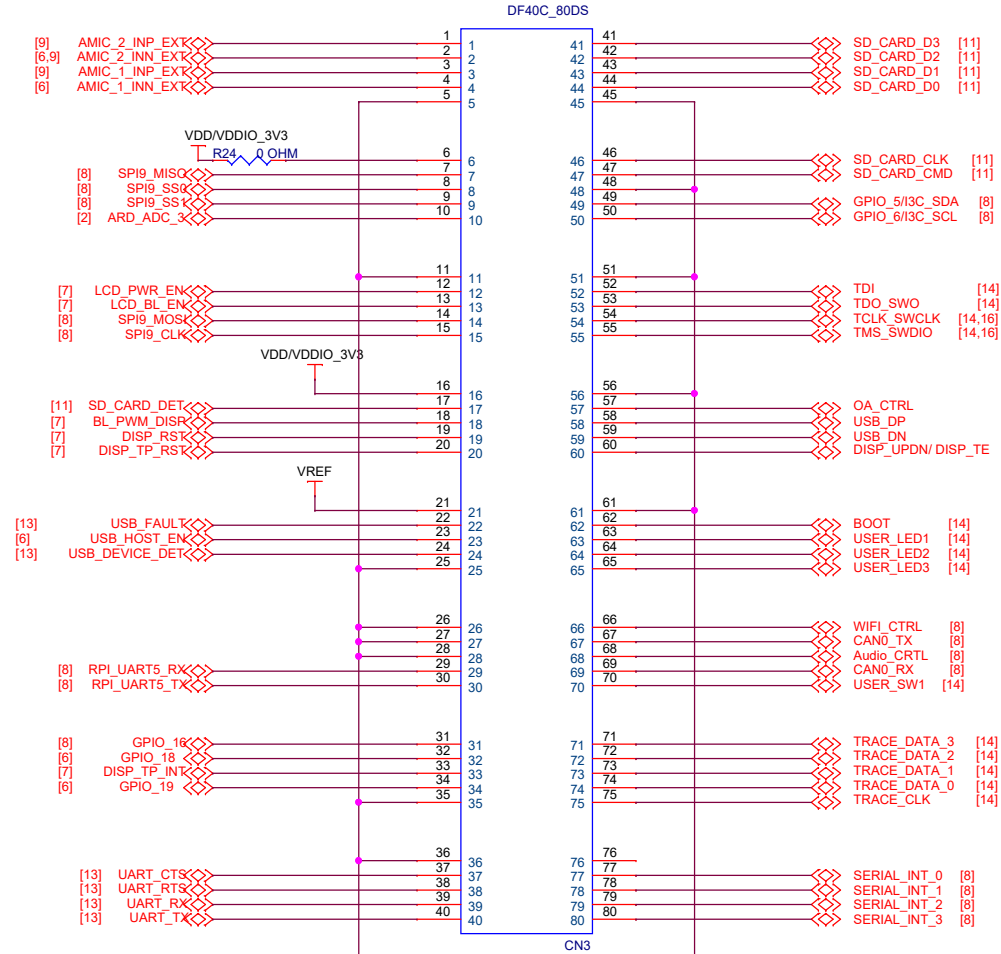 DF40C_80DS
[9] AMIC_2_INP_EXT 1 1 41 41 SD_CARD_D3 [11]
[6,9] AMIC_2_INN_EXT 2 2 42 42 SD_CARD_D2 [11]
[9] AMIC_1_INP_EXT 3 3 43 43 SD_CARD_D1 [11]
[6] AMIC_1_INN_EXT 4 4 44 44 SD_CARD_D0 [11]
5 5 45 45
VDD/VDDIO_3V3
R24 0 OHM 6 6 46 46 SD_CARD_CLK [11]
[8] SPI9_MISO 7 7 47 47 SD_CARD_CMD [11]
[8] SPI9_SS0 8 8 48 48
[8] SPI9_SS1 9 9 49 49 GPIO_5/I3C_SDA [8]
[2] ARD_ADC_3 10 10 50 50 GPIO_6/I3C_SCL [8]
11 11 51 51
[7] LCD_PWR_EN 12 12 52 52 TDI [14]
[7] LCD_BL_EN 13 13 53 53 TDO_SWO [14]
[8] SPI9_MOSI 14 14 54 54 TCLK_SWCLK [14,16]
[8] SPI9_CLK 15 15 55 55 TMS_SWDIO [14,16]
VDD/VDDIO_3V3
16 16 56 56
[11] SD_CARD_DET 17 17 57 57 OA_CTRL
[7] BL_PWM_DISP 18 18 58 58 USB_DP
[7] DISP_RST 19 19 59 59 USB_DN
[7] DISP_TP_RST 20 20 60 60 DISP_UPDN/ DISP_TE
VREF
21 21 61 61
[13] USB_FAULT 22 22 62 62 BOOT [14]
[6] USB_HOST_EN 23 23 63 63 USER_LED1 [14]
[13] USB_DEVICE_DET 24 24 64 64 USER_LED2 [14]
25 25 65 65 USER_LED3 [14]
26 26 66 66 WIFI_CTRL [8]
27 27 67 67 CAN0_TX [8]
28 28 68 68 Audio_CRTL [8]
[8] RPI_UART5_RX 29 29 69 69 CAN0_RX [8]
[8] RPI_UART5_TX 30 30 70 70 USER_SW1 [14]
[8] GPIO_16 31 31 71 71 TRACE_DATA_3 [14]
[6] GPIO_18 32 32 72 72 TRACE_DATA_2 [14]
[7] DISP_TP_INT 33 33 73 73 TRACE_DATA_1 [14]
[6] GPIO_19 34 34 74 74 TRACE_DATA_0 [14]
35 35 75 75 TRACE_CLK [14]
36 36 76 76
[13] UART_CTS 37 37 77 77 SERIAL_INT_0 [8]
[13] UART_RTS 38 38 78 78 SERIAL_INT_1 [8]
[13] UART_RX 39 39 79 79 SERIAL_INT_2 [8]
[13] UART_TX 40 40 80 80 SERIAL_INT_3 [8]
CN3